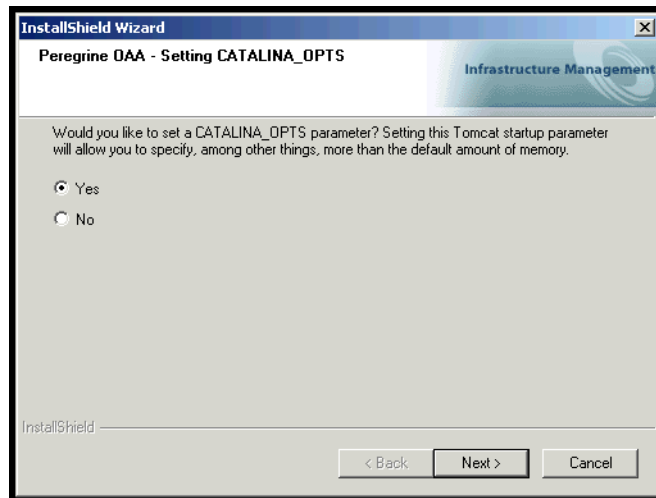 InstallShield Wizard
Peregrine OAA - Setting CATALINA_OPTS
Infrastructure Management
Would you like to set a CATALINA_OPTS parameter? Setting this Tomcat startup parameter
will allow you to specify, among other things, more than the default amount of memory.
Yes
No
InstallShield
< Back
Next >
Cancel